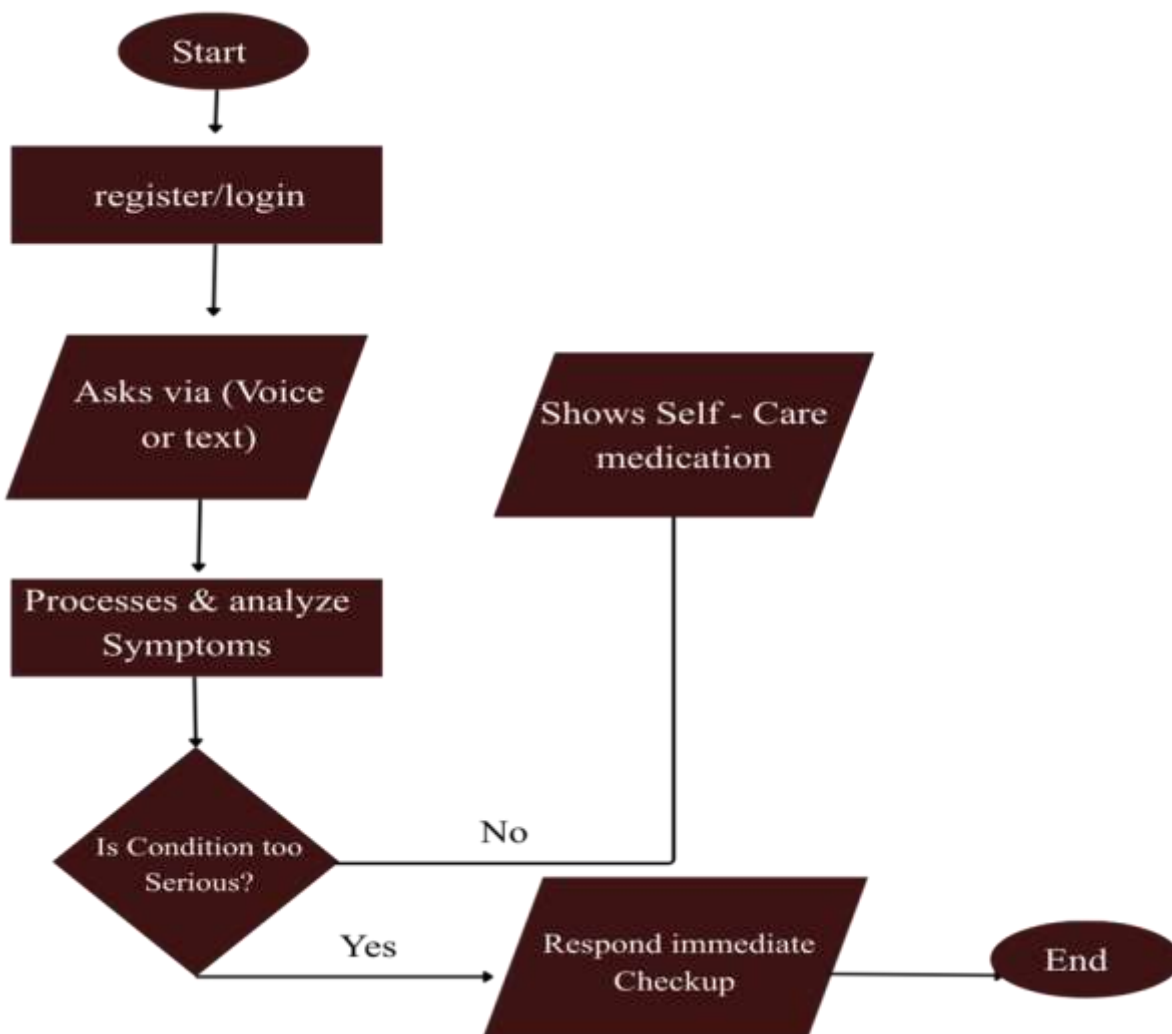 Start
register/login
Asks via (Voice
or text)
Shows Self - Care
medication
Processes & analyze
Symptoms
Is Condition too
Serious?
No
Yes
Respond immediate
Checkup
End